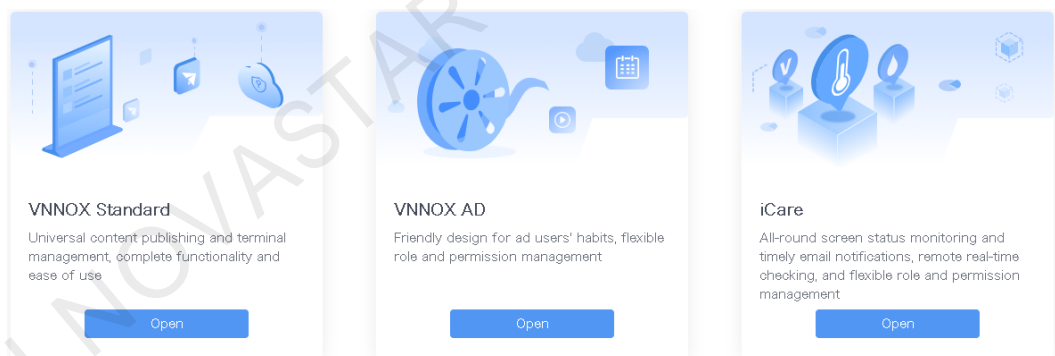 VNNOX Standard
Universal content publishing and terminal
management, complete functionality and
ease of use
Open
VNNOX AD
Friendly design for ad users' habits, flexible
role and permission management
Open
iCare
All-round screen status monitoring and
timely email notifications, remote real-time
checking, and flexible role and permission
management
Open
NOVASTAR